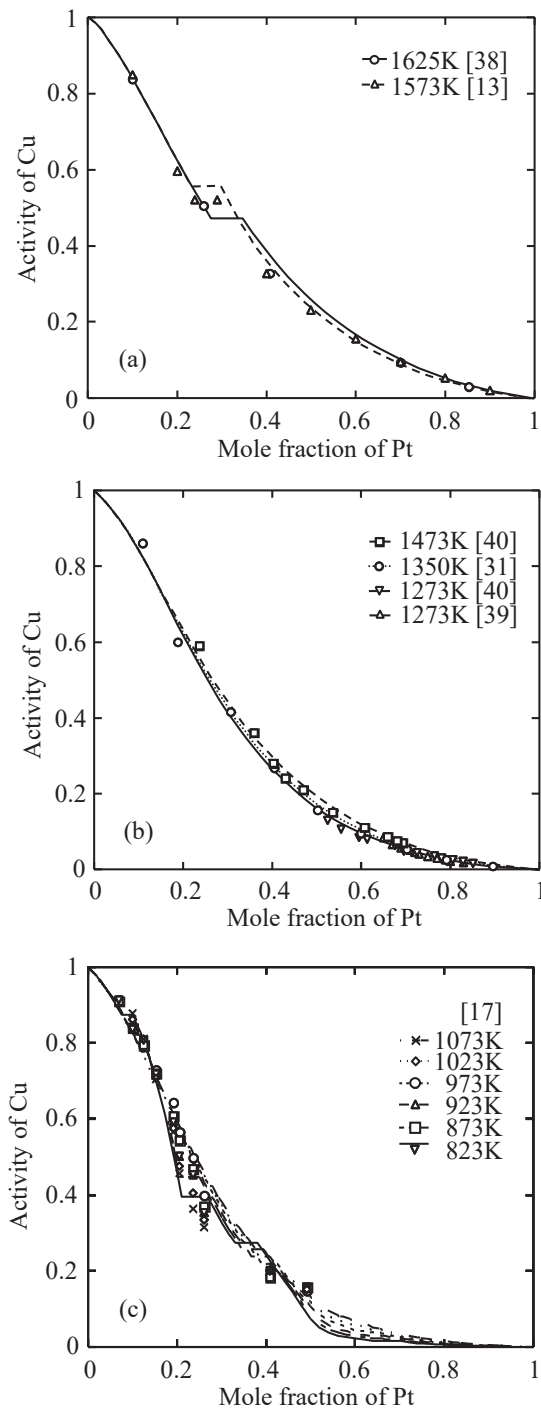 1
0.8
0.6
0.4
0.2
0
Activity of Cu
1625K [38]
1573K [13]
(a)
0 0.2 0.4 0.6 0.8 1
Mole fraction of Pt
1
0.8
0.6
0.4
0.2
0
Activity of Cu
1473K [40]
1350K [31]
1273K [40]
1273K [39]
(b)
0 0.2 0.4 0.6 0.8 1
Mole fraction of Pt
1
0.8
0.6
0.4
0.2
0
Activity of Cu
[17]
1073K
1023K
973K
923K
873K
823K
(c)
0 0.2 0.4 0.6 0.8 1
Mole fraction of Pt